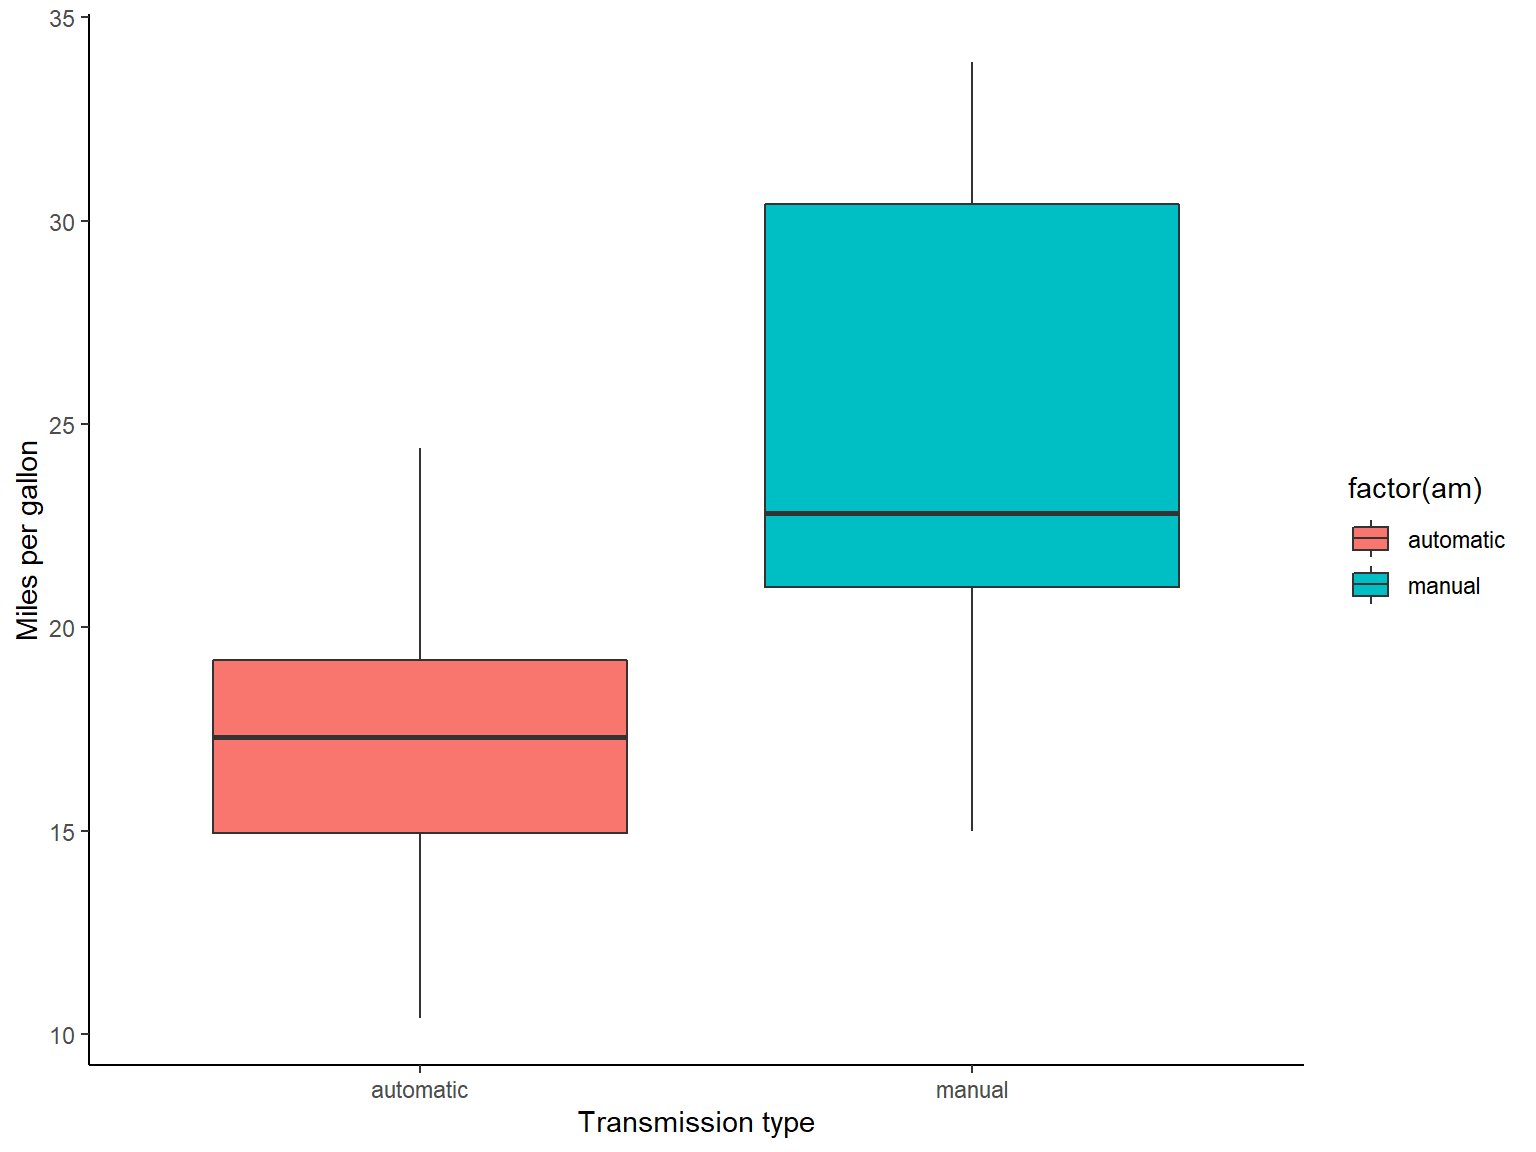 35
30
25
20
15
10
Miles per gallon
automatic
manual
Transmission type
factor(am)
automatic
manual